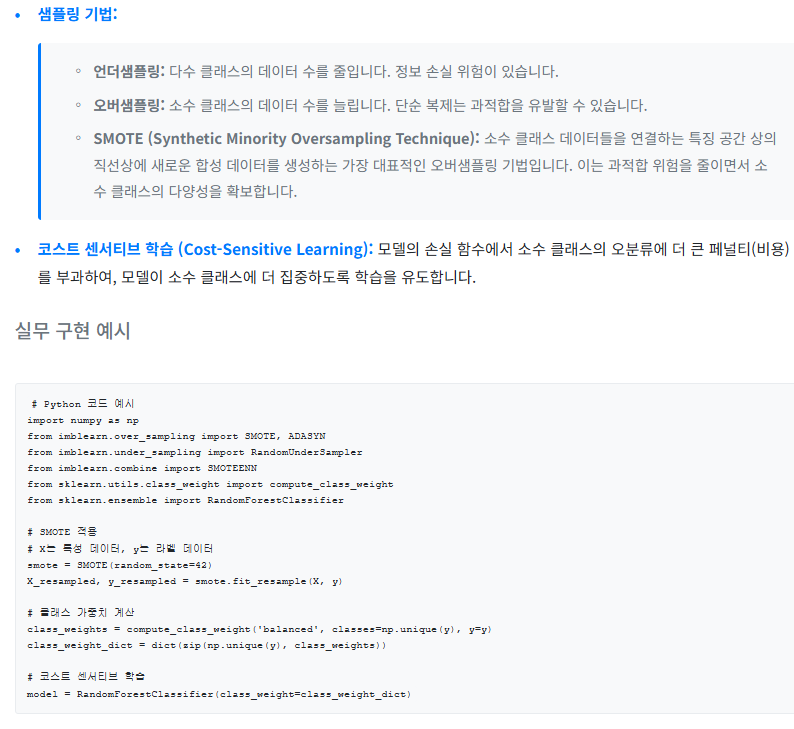 • 샘플링 기법:
◦ 언더샘플링: 다수 클래스의 데이터 수를 줄입니다. 정보 손실 위험이 있습니다.
◦ 오버샘플링: 소수 클래스의 데이터 수를 늘립니다. 단순 복제는 과적합을 유발할 수 있습니다.
◦ SMOTE (Synthetic Minority Oversampling Technique): 소수 클래스 데이터들을 연결하는 특징 공간 상의
직선상에 새로운 합성 데이터를 생성하는 가장 대표적인 오버샘플링 기법입니다. 이는 과적합 위험을 줄이면서 소
수 클래스의 다양성을 확보합니다.
• 코스트 센서티브 학습 (Cost-Sensitive Learning): 모델의 손실 함수에서 소수 클래스의 오분류에 더 큰 페널티(비용)
를 부과하여, 모델이 소수 클래스에 더 집중하도록 학습을 유도합니다.
실무 구현 예시
# Python 코드 예시
import numpy as np
from imblearn.over_sampling import SMOTE, ADASYN
from imblearn.under_sampling import RandomUnderSampler
from imblearn.combine import SMOTEENN
from sklearn.utils.class_weight import compute_class_weight
from sklearn.ensemble import RandomForestClassifier
# SMOTE 적용
# X는 특성 데이터, y는 라벨 데이터
smote = SMOTE(random_state=42)
X_resampled, y_resampled = smote.fit_resample(X, y)
# 클래스 가중치 계산
class_weights = compute_class_weight('balanced', classes=np.unique(y), y=y)
class_weight_dict = dict(zip(np.unique(y), class_weights))
# 코스트 센서티브 학습
model = RandomForestClassifier(class_weight=class_weight_dict)